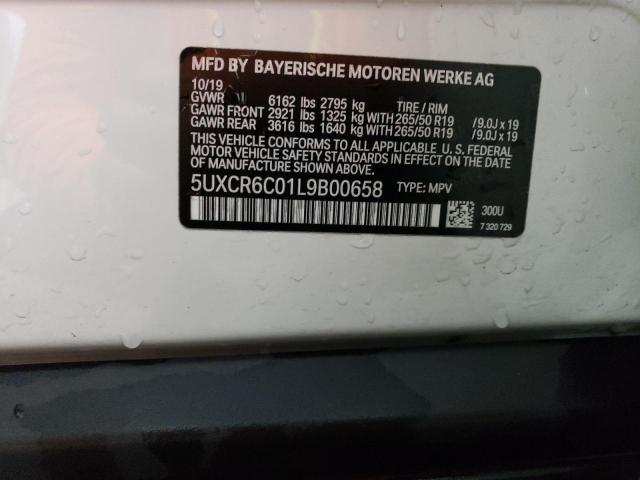 MFD BY BAYERISCHE MOTOREN WERKE AG
10/19
GVWR 6162 lbs 2795 kg TIRE / RIM
GAWR FRONT 2921 lbs 1325 kg WITH 265/50 R19 /9.0J x 19
GAWR REAR 3616 lbs 1640 kg WITH 265/50 R19 /9.0J x 19
THIS VEHICLE CONFORMS TO ALL APPLICABLE U. S. FEDERAL
MOTOR VEHICLE SAFETY STANDARDS IN EFFECT ON THE DATE
OF MANUFACTURE SHOWN ABOVE.
5UXCR6C01L9B00658 TYPE: MPV
300U
7 320 729